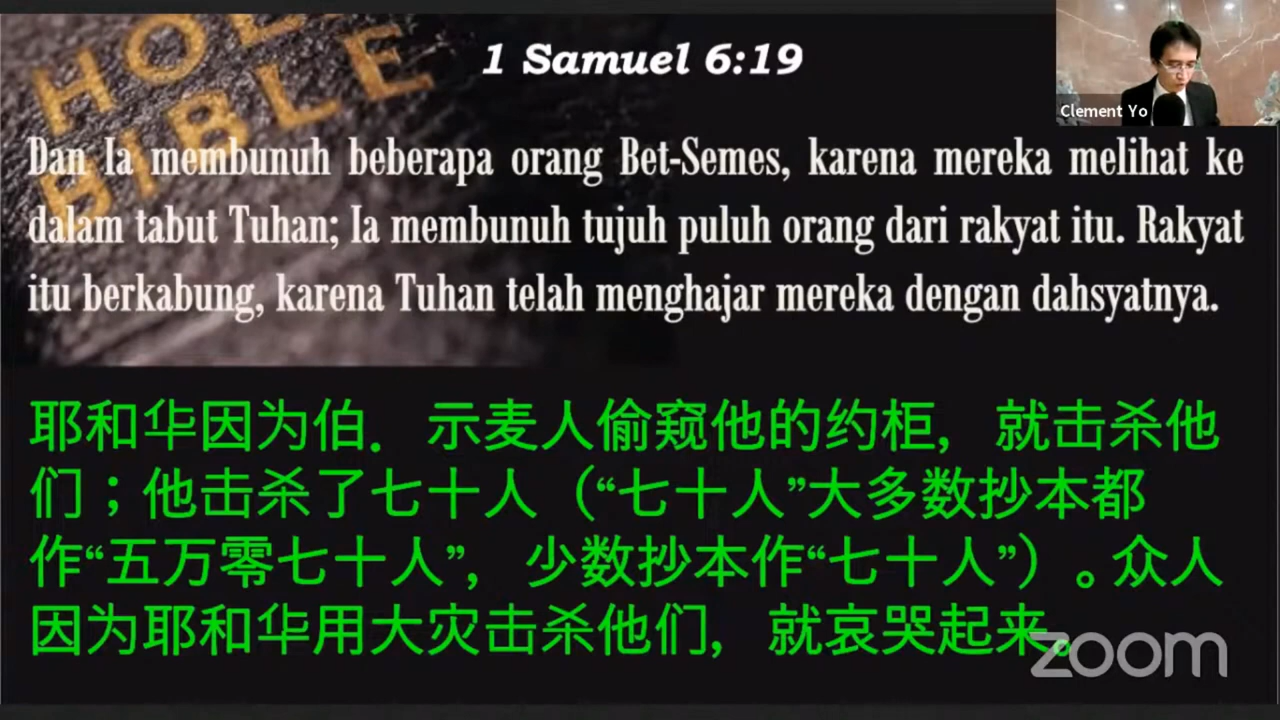 HOLY
BIBLE
1 Samuel 6:19
Clement Yo
Dan Ia membunuh beberapa orang Bet-Semes, karena mereka melihat ke
dalam tabut Tuhan; Ia membunuh tujuh puluh orang dari rakyat itu. Rakyat
itu berkabung, karena Tuhan telah menghajar mereka dengan dahsyatnya.
耶和华因为伯．示麦人偷窥他的约柜，就击杀他
们；他击杀了七十人（“七十人”大多数抄本都
作“五万零七十人”，少数抄本作“七十人”）。众人
因为耶和华用大灾击杀他们，就哀哭起来。
zoom